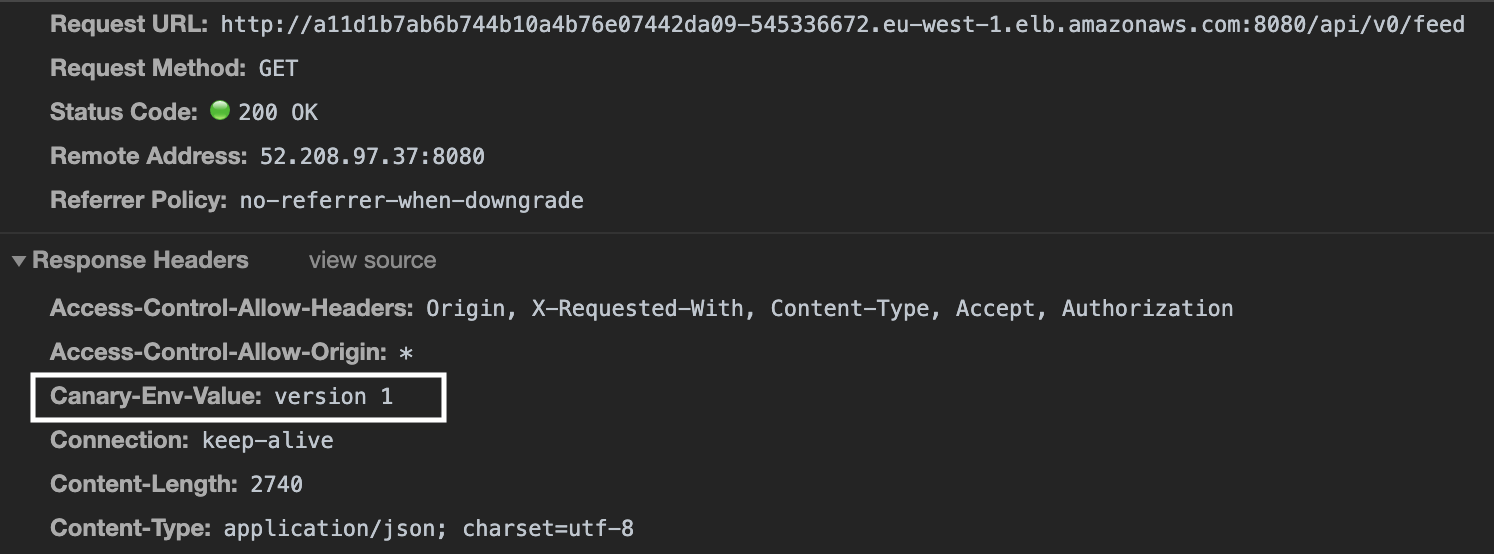 Request URL: http://a11d1b7ab6b744b10a4b76e07442da09-545336672.eu-west-1.elb.amazonaws.com:8080/api/v0/feed
Request Method: GET
Status Code: 200 OK
Remote Address: 52.208.97.37:8080
Referrer Policy: no-referrer-when-downgrade
Response Headers view source
Access-Control-Allow-Headers: Origin, X-Requested-With, Content-Type, Accept, Authorization
Access-Control-Allow-Origin: *
Canary-Env-Value: version 1
Connection: keep-alive
Content-Length: 2740
Content-Type: application/json; charset=utf-8